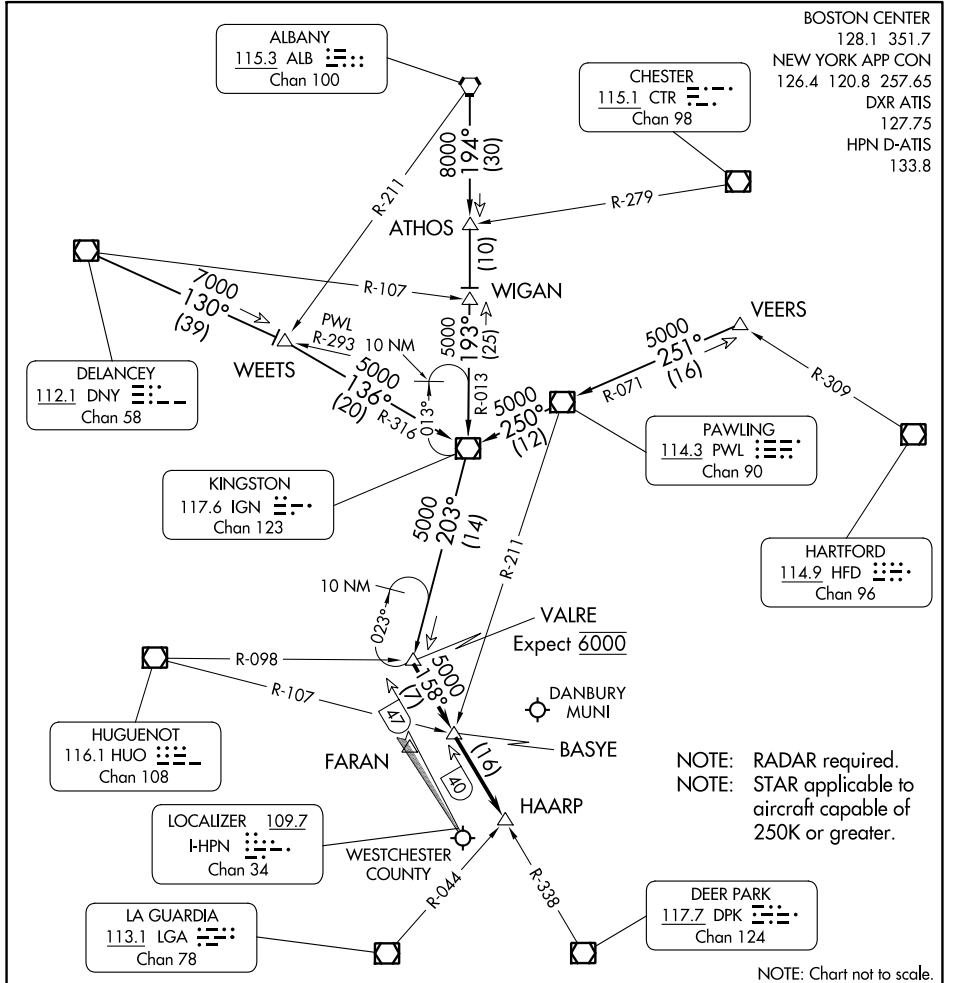 BOSTON CENTER
128.1 351.7
NEW YORK APP CON
126.4 120.8 257.65
DXR ATIS
127.75
HPN D-ATIS
133.8
ALBANY
115.3 ALB
Chan 100
CHESTER
115.1 CTR
Chan 98
8000
194°
(30)
R-211
R-279
ATHOS
(10)
R-107
WIGAN
7000
130°
(39)
WEETS
PWL
R-293
10 NM
5000
193°
(25)
R-013
013°
5000
136°
(20)
R-316
VEERS
5000
251°
(16)
R-071
R-309
5000
250°
(12)
DELANCEY
112.1 DNY
Chan 58
PAWLING
114.3 PWL
Chan 90
KINGSTON
117.6 IGN
Chan 123
5000
203°
(14)
R-211
HARTFORD
114.9 HFD
Chan 96
10 NM
023°
VALRE
Expect 6000
R-098
R-107
5000
158°
(7)
47
DANBURY
MUNI
HUGUENOT
116.1 HUO
Chan 108
FARAN
BASYE
(16)
40
HAARP
NOTE: RADAR required.
NOTE: STAR applicable to
aircraft capable of
250K or greater.
LOCALIZER 109.7
I-HPN
Chan 34
WESTCHESTER
COUNTY
R-044
R-338
LA GUARDIA
113.1 LGA
Chan 78
DEER PARK
117.7 DPK
Chan 124
NOTE: Chart not to scale.